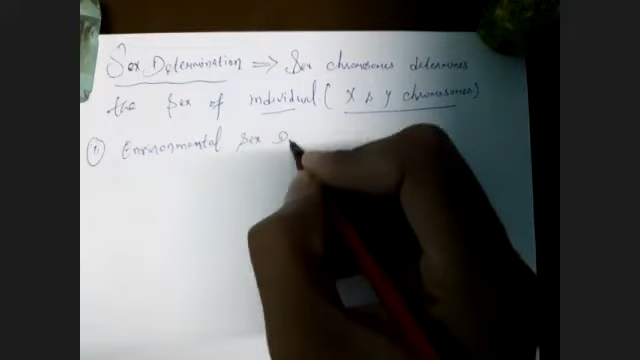 Sex Determination ⇒ Sex chromosomes determines
the sex of individual ( X & Y chromosomes )
① Environmental sex D